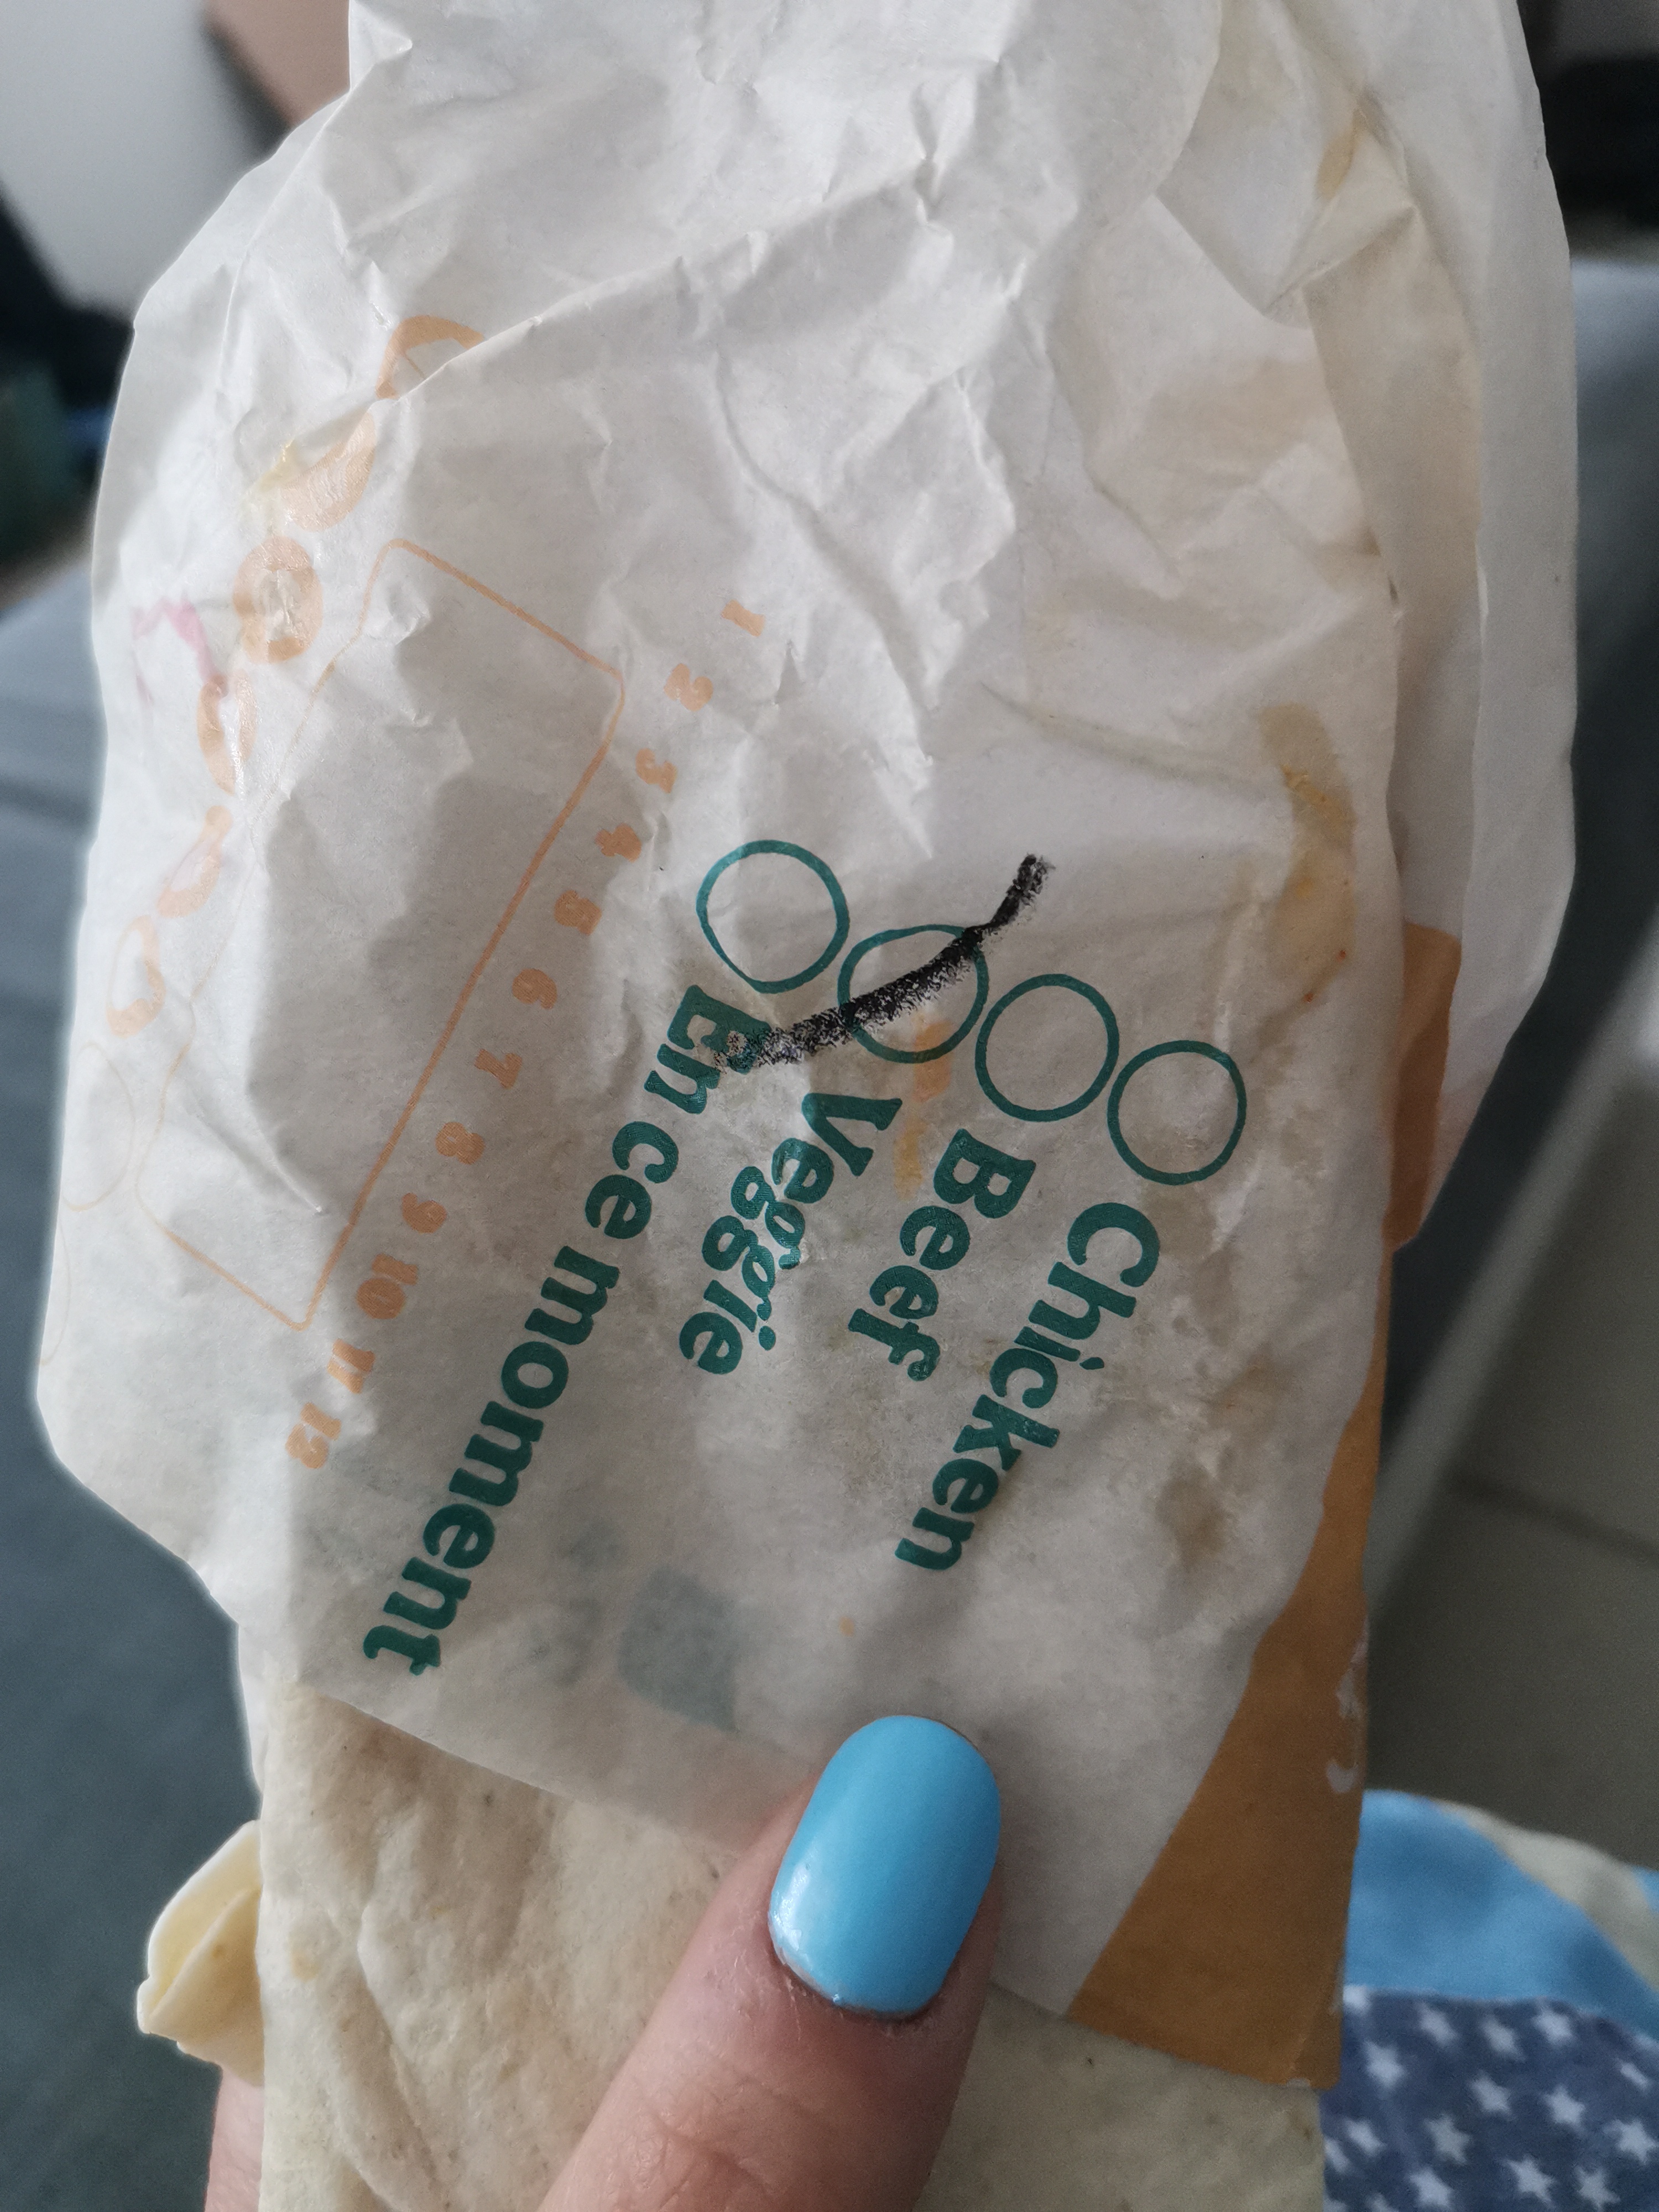 Chicken
Beef
Veggie
En ce moment
1 2 3 4 5 6 7 8 9 10 11 12